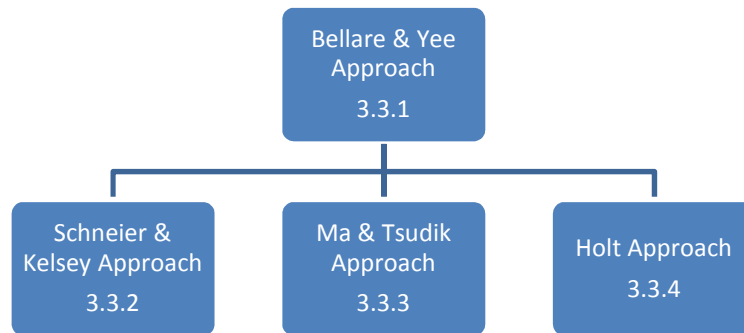 Bellare & Yee
Approach
3.3.1
Schneier &
Kelsey Approach
3.3.2
Ma & Tsudik
Approach
3.3.3
Holt Approach
3.3.4